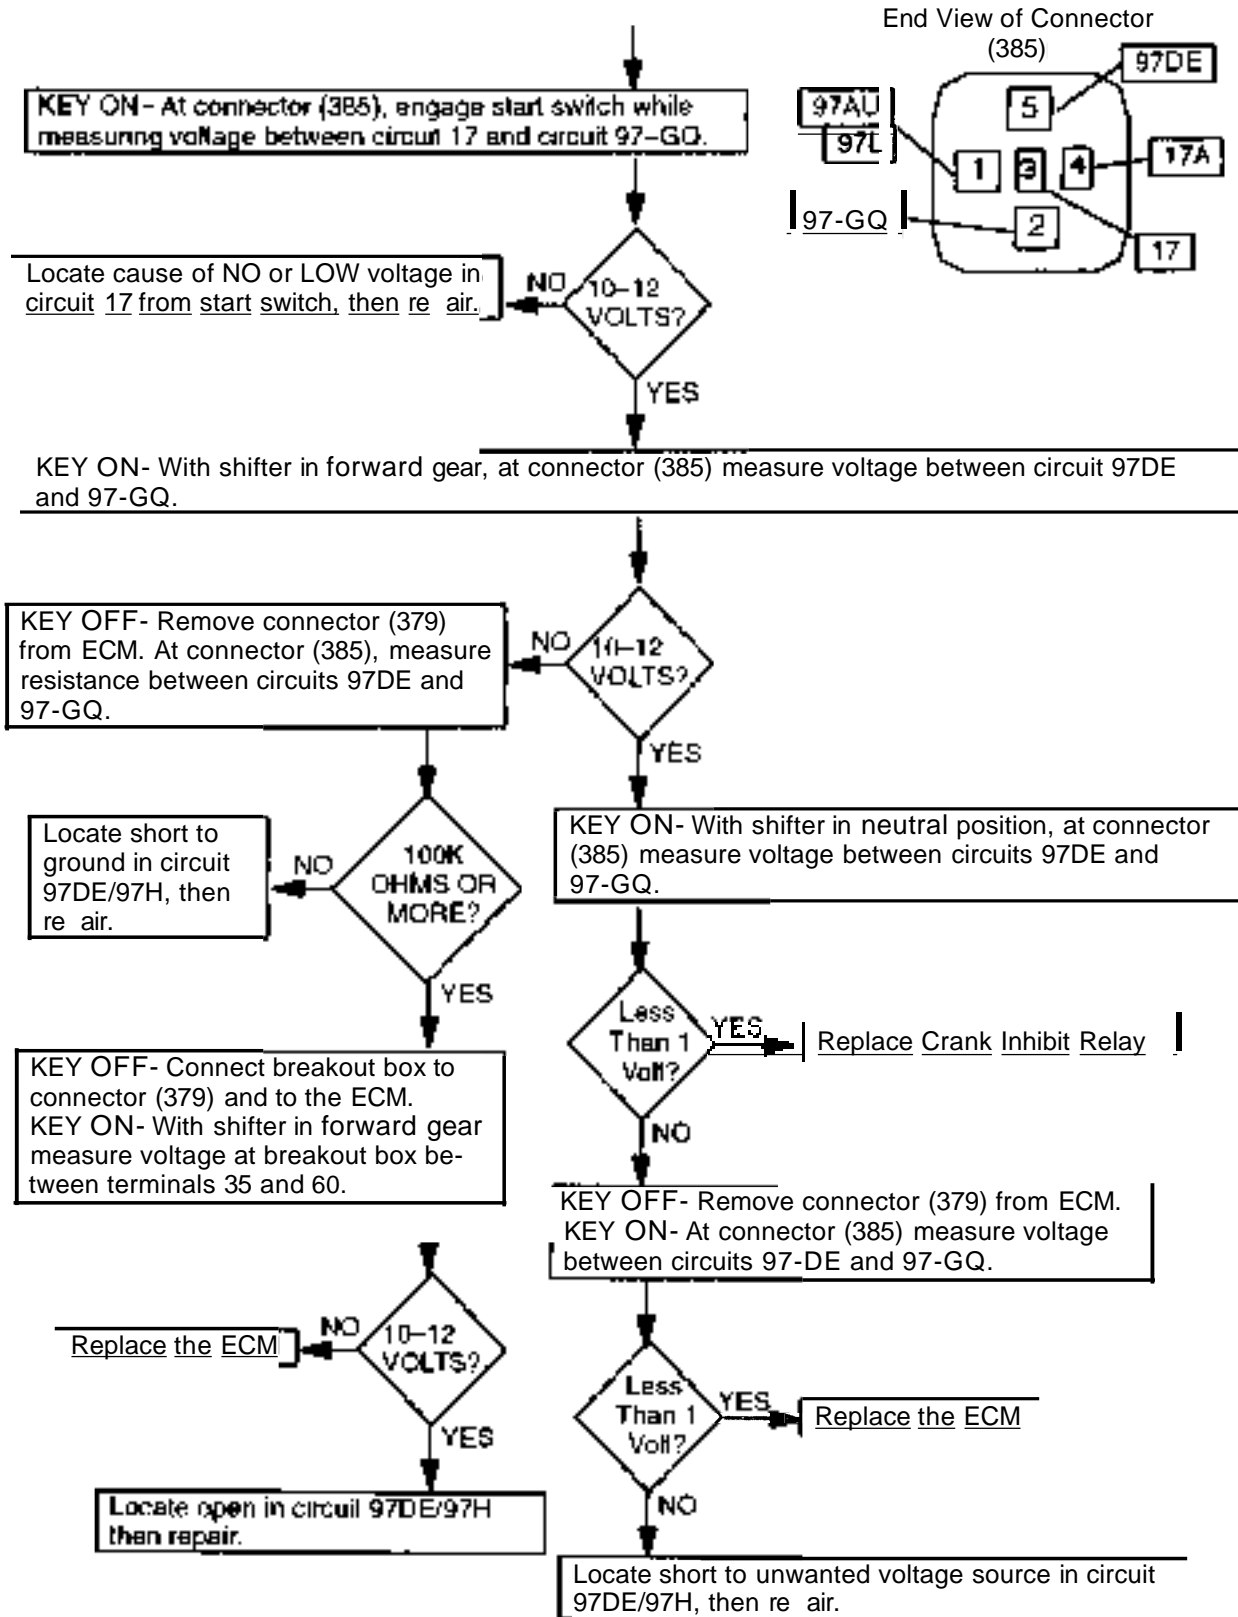 End View of Connector
(385)
97DE
97AU
97L
5
1
3
4
17A
97-GQ
2
17
KEY ON- At connector (385), engage start switch while
measuring voltage between circuit 17 and circuit 97-GQ.
Locate cause of NO or LOW voltage in
circuit 17 from start switch, then re air.
NO
10-12
VOLTS?
YES
KEY ON- With shifter in forward gear, at connector (385) measure voltage between circuit 97DE
and 97-GQ.
KEY OFF- Remove connector (379)
from ECM. At connector (385), measure
resistance between circuits 97DE and
97-GQ.
NO
10-12
VOLTS?
YES
Locate short to
ground in circuit
97DE/97H, then
re air.
NO
100K
OHMS OR
MORE?
YES
KEY ON- With shifter in neutral position, at connector
(385) measure voltage between circuits 97DE and
97-GQ.
Less
Than 1
Volt?
YES
Replace Crank Inhibit Relay
NO
KEY OFF- Connect breakout box to
connector (379) and to the ECM.
KEY ON- With shifter in forward gear
measure voltage at breakout box be-
tween terminals 35 and 60.
KEY OFF- Remove connector (379) from ECM.
KEY ON- At connector (385) measure voltage
between circuits 97-DE and 97-GQ.
Replace the ECM
NO
10-12
VOLTS?
YES
Less
Than 1
Volt?
YES
Replace the ECM
NO
Locate open in circuit 97DE/97H
then repair.
Locate short to unwanted voltage source in circuit
97DE/97H, then re air.